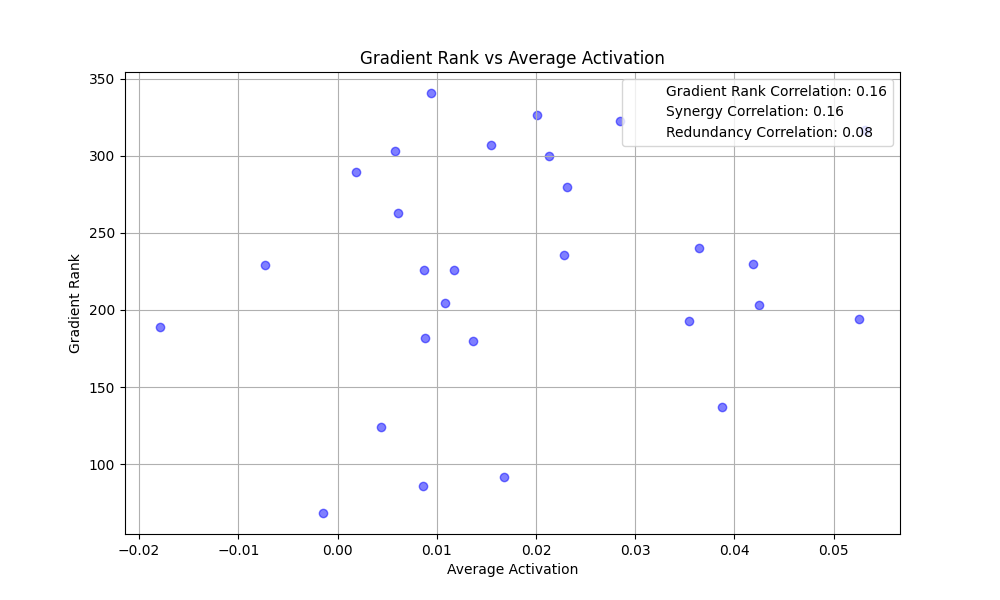 Gradient Rank vs Average Activation
Gradient Rank Correlation: 0.16
Synergy Correlation: 0.16
Redundancy Correlation: 0.08
Gradient Rank
350
300
250
200
150
100
−0.02
−0.01
0.00
0.01
0.02
0.03
0.04
0.05
Average Activation